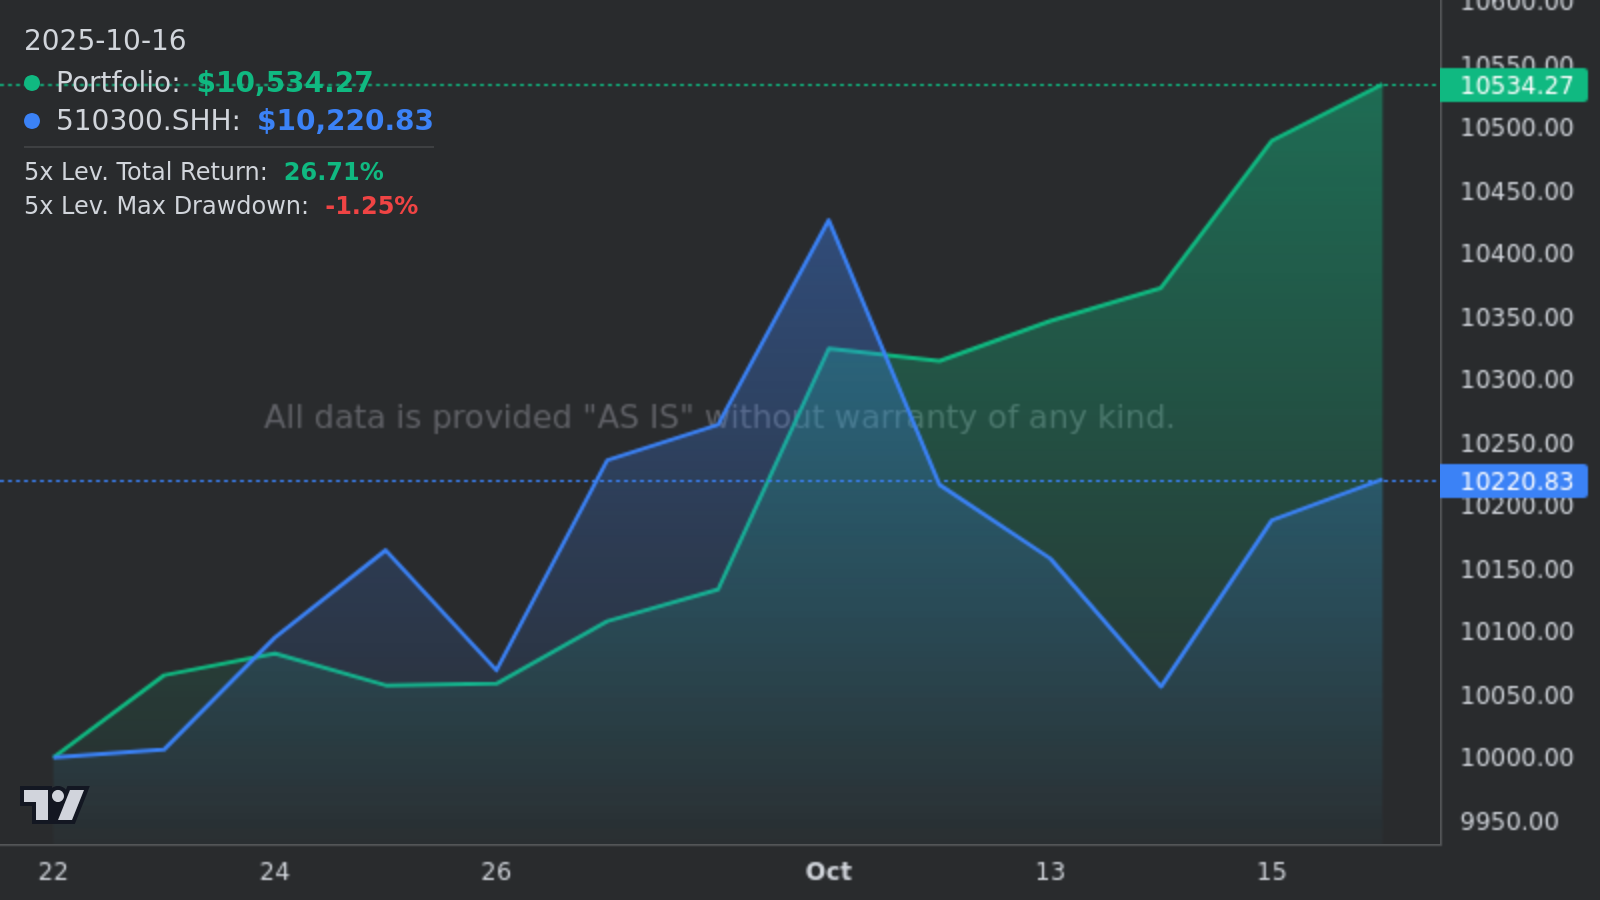 2025-10-16
Portfolio: $10,534.27
510300.SHH: $10,220.83
5x Lev. Total Return: 26.71%
5x Lev. Max Drawdown: -1.25%
All data is provided "AS IS" without warranty of any kind.
10600.00
10550.00
10534.27
10500.00
10450.00
10400.00
10350.00
10300.00
10250.00
10220.83
10200.00
10150.00
10100.00
10050.00
10000.00
9950.00
22 24 26 Oct 13 15